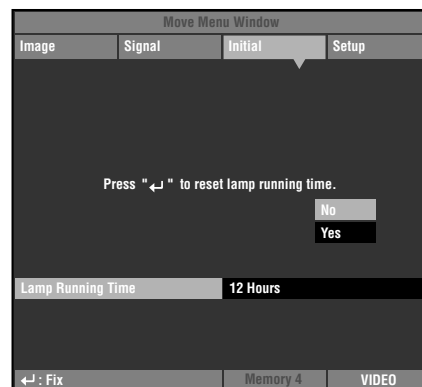 Move Menu Window
Image Signal Initial Setup
Press "↵" to reset lamp running time.
No
Yes
Lamp Running Time 12 Hours
↵: Fix Memory 4 VIDEO